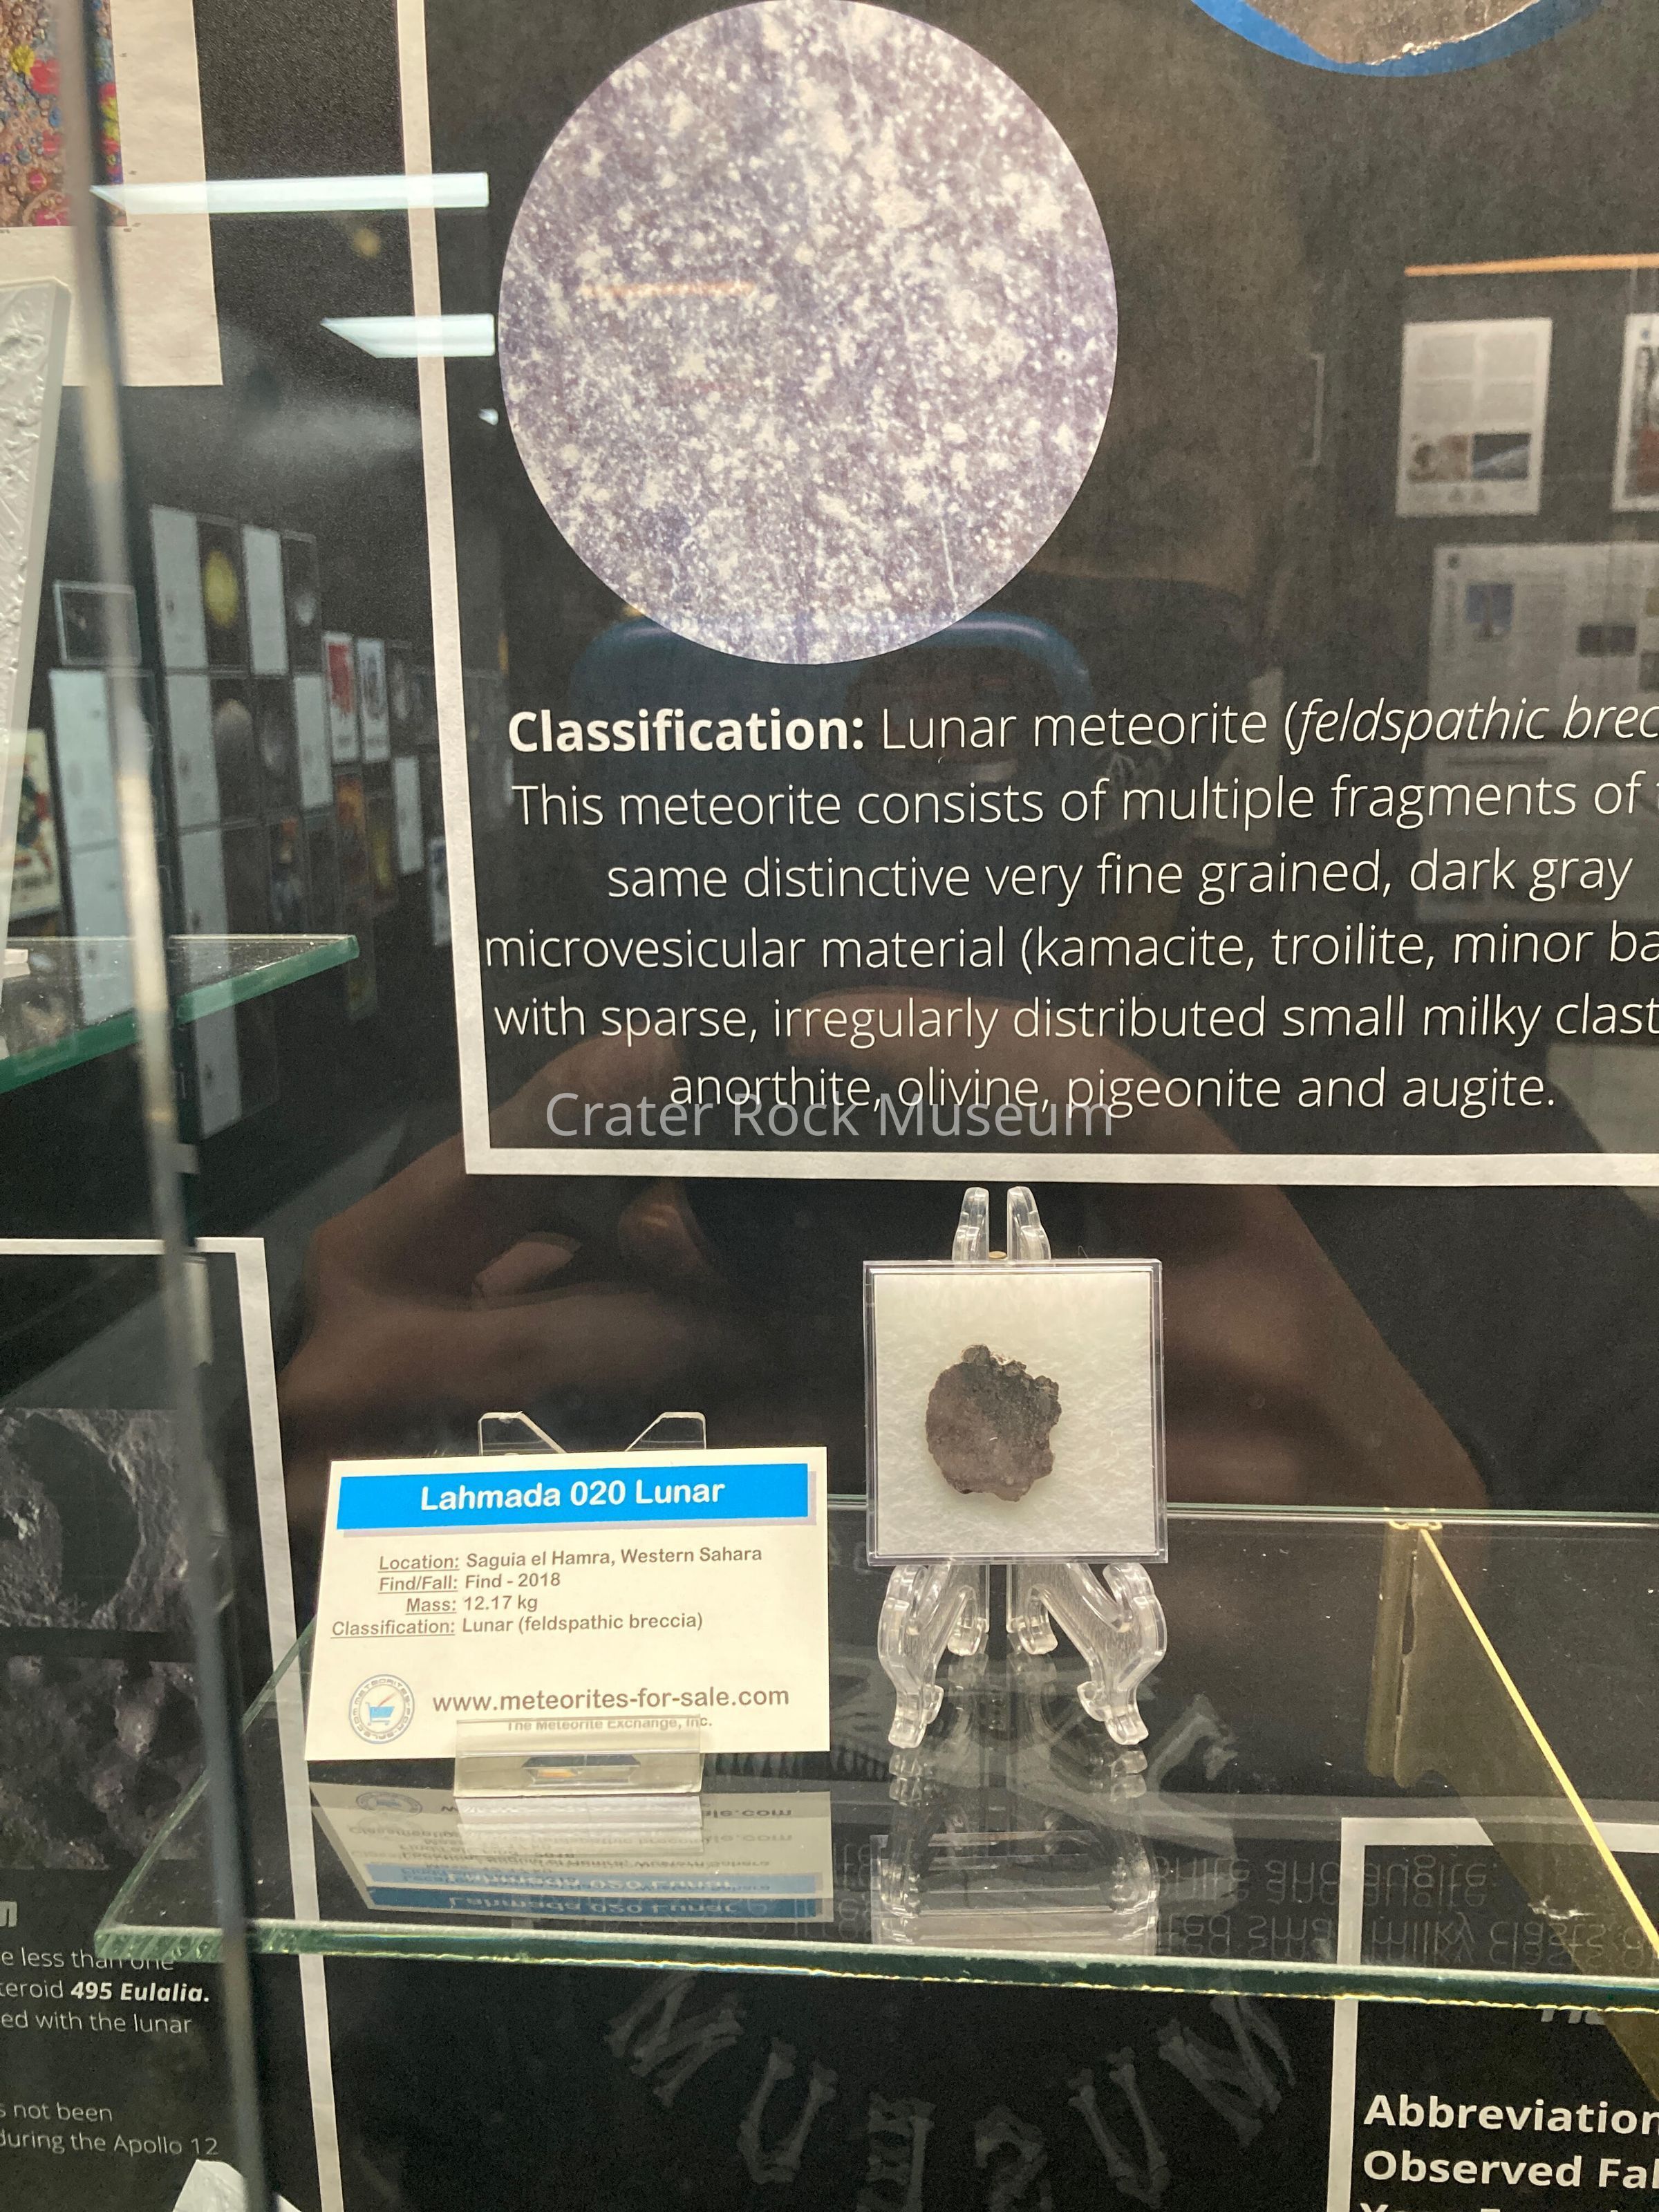 Classification: Lunar meteorite (feldspathic brec
This meteorite consists of multiple fragments of
same distinctive very fine grained, dark gray
microvesicular material (kamacite, troilite, minor ba
with sparse, irregularly distributed small milky clast
anorthite, olivine, pigeonite and augite.
Crater Rock Museum
Lahmada 020 Lunar
Location: Saguia el Hamra, Western Sahara
Find/Fall: Find - 2018
Mass: 12.17 kg
Classification: Lunar (feldspathic breccia)
www.meteorites-for-sale.com
The Meteorite Exchange, Inc.
e less than one
teroid 495 Eulalia.
ed with the lunar
s not been
during the Apollo 12
MUSEUM
Abbreviation
Observed Fal